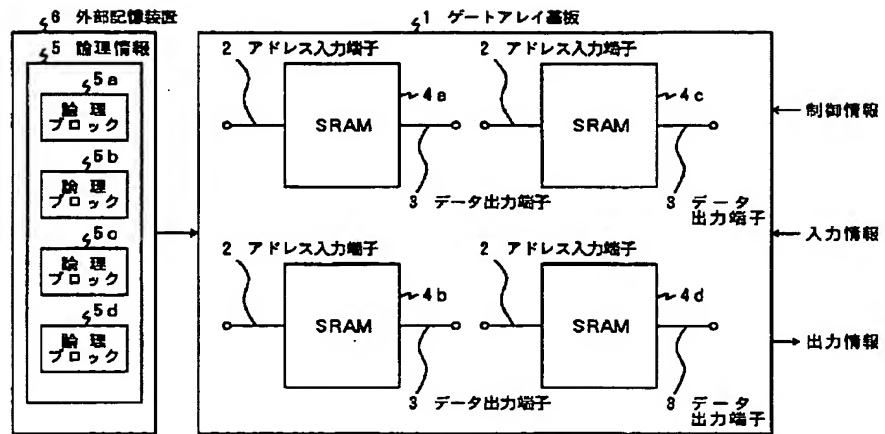 6 外部記憶装置
5 論理情報
5a
論理
ブロック
5b
論理
ブロック
5c
論理
ブロック
5d
論理
ブロック
1 ゲートアレイ基板
2 アドレス入力端子
SRAM
4a
3 データ出力端子
2 アドレス入力端子
SRAM
4c
3 データ
出力端子
2 アドレス入力端子
SRAM
4b
3 データ出力端子
2 アドレス入力端子
SRAM
4d
3 データ
出力端子
制御情報
入力情報
出力情報